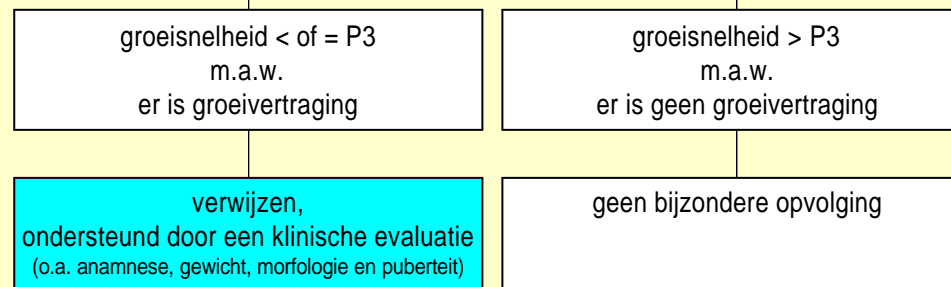 groeisnelheid < of = P3
m.a.w.
er is groeivertraging
groeisnelheid > P3
m.a.w.
er is geen groeivertraging
verwijzen,
ondersteund door een klinische evaluatie
(o.a. anamnese, gewicht, morfologie en puberteit)
geen bijzondere opvolging